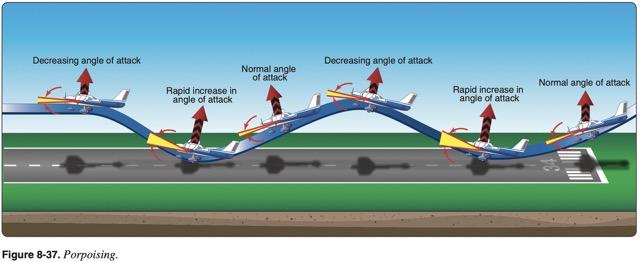 Decreasing angle of attack
Rapid increase in
angle of attack
Normal angle
of attack
Decreasing angle of attack
Rapid increase in
angle of attack
Normal angle of attack
34
Figure 8-37. Porpoising.